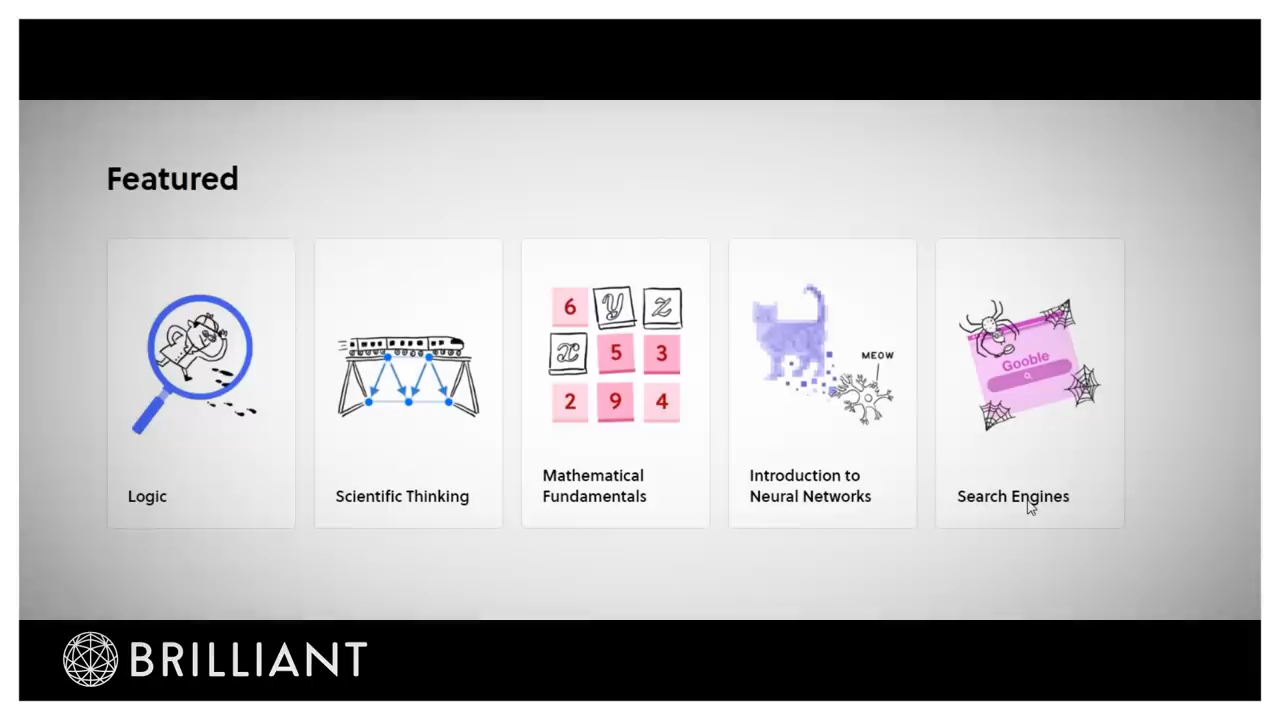 Featured
6 y z
x 5 3
2 9 4
MEOW
Gooble
Logic
Scientific Thinking
Mathematical
Fundamentals
Introduction to
Neural Networks
Search Engines
BRILLIANT